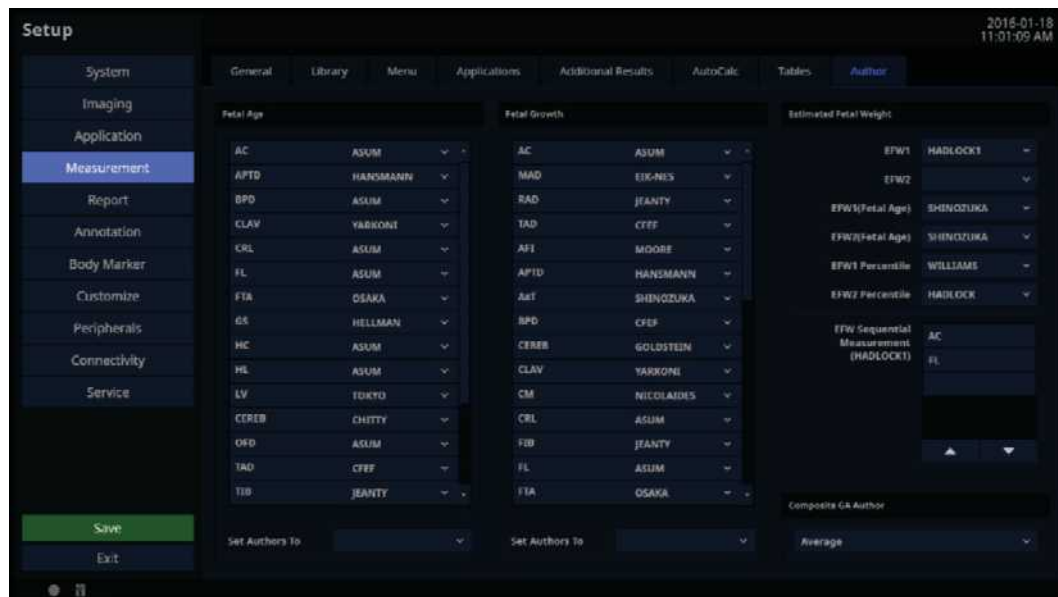 Setup
2016-01-18
11:01:09 AM
System
Imaging
Application
Measurement
Report
Annotation
Body Marker
Customize
Peripherals
Connectivity
Service
Save
Exit
General Library Menu Applications Additional Results AutoCalc Tables Author
Fetal Age
AC ASUM
APTD HANSMANN
BPD ASUM
CLAV YARKONI
CRL ASUM
FL ASUM
FTA OSAKA
GS HELLMAN
HC ASUM
HL ASUM
LV TOKYO
CEREB CHITTY
OFD ASUM
TAD CFEF
TIB JEANTY
Set Authors To
Fetal Growth
AC ASUM
MAD EIK-NES
RAD JEANTY
TAD CFEF
AFI MOORE
APTD HANSMANN
AxT SHINOZUKA
BPD CFEF
CEREB GOLDSTEIN
CLAV YARKONI
CM NICOLAIDES
CRL ASUM
FIB JEANTY
FL ASUM
FTA OSAKA
Set Authors To
Estimated Fetal Weight
EFW1 HADLOCK1
EFW2
EFW1(Fetal Age) SHINOZUKA
EFW2(Fetal Age) SHINOZUKA
EFW1 Percentile WILLIAMS
EFW2 Percentile HADLOCK
EFW Sequential
Measurement
(HADLOCK1)
AC
FL
Composite GA Author
Average